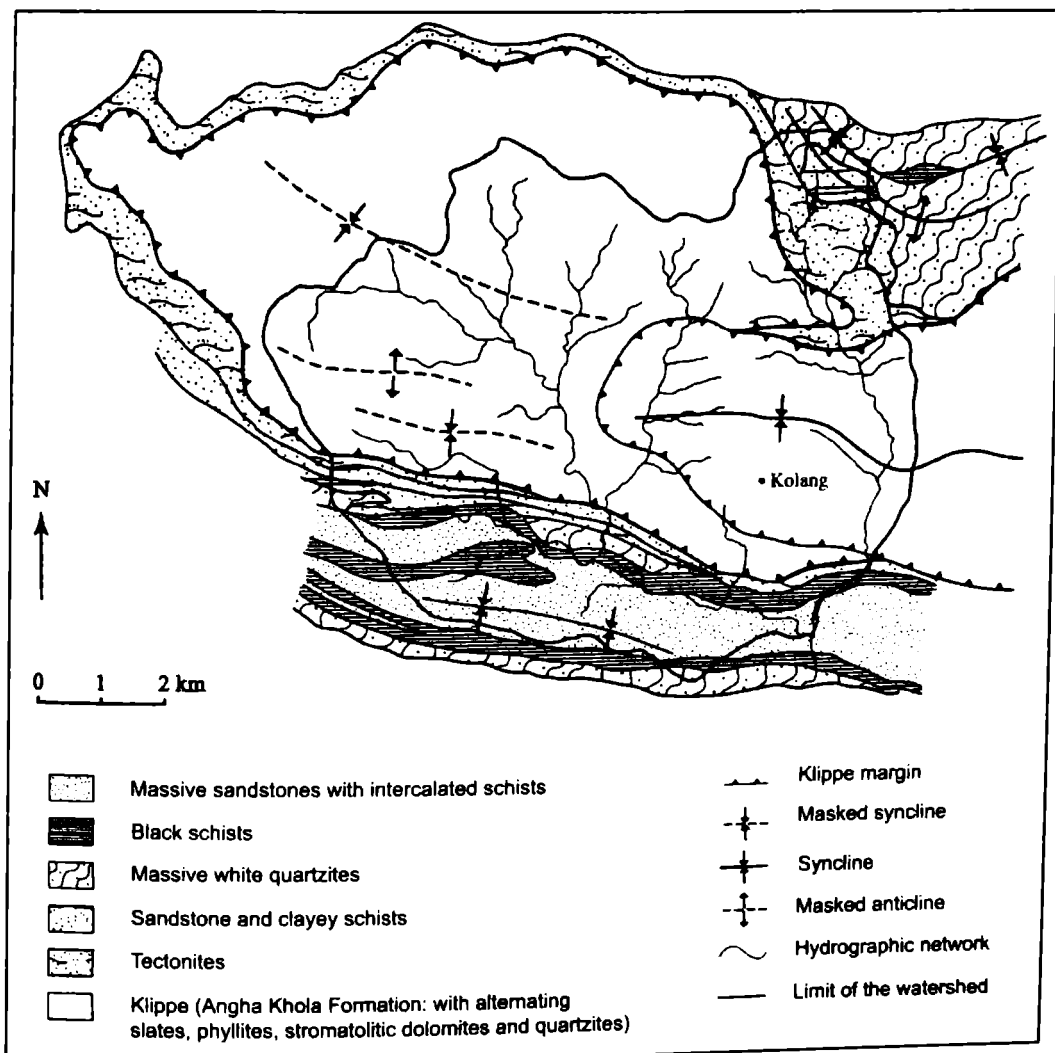 Kolang
N
0 1 2 km
Massive sandstones with intercalated schists
Black schists
Massive white quartzites
Sandstone and clayey schists
Tectonites
Klippe (Angha Khola Formation: with alternating
slates, phyllites, stromatolitic dolomites and quartzites)
Klippe margin
Masked syncline
Syncline
Masked anticline
Hydrographic network
Limit of the watershed